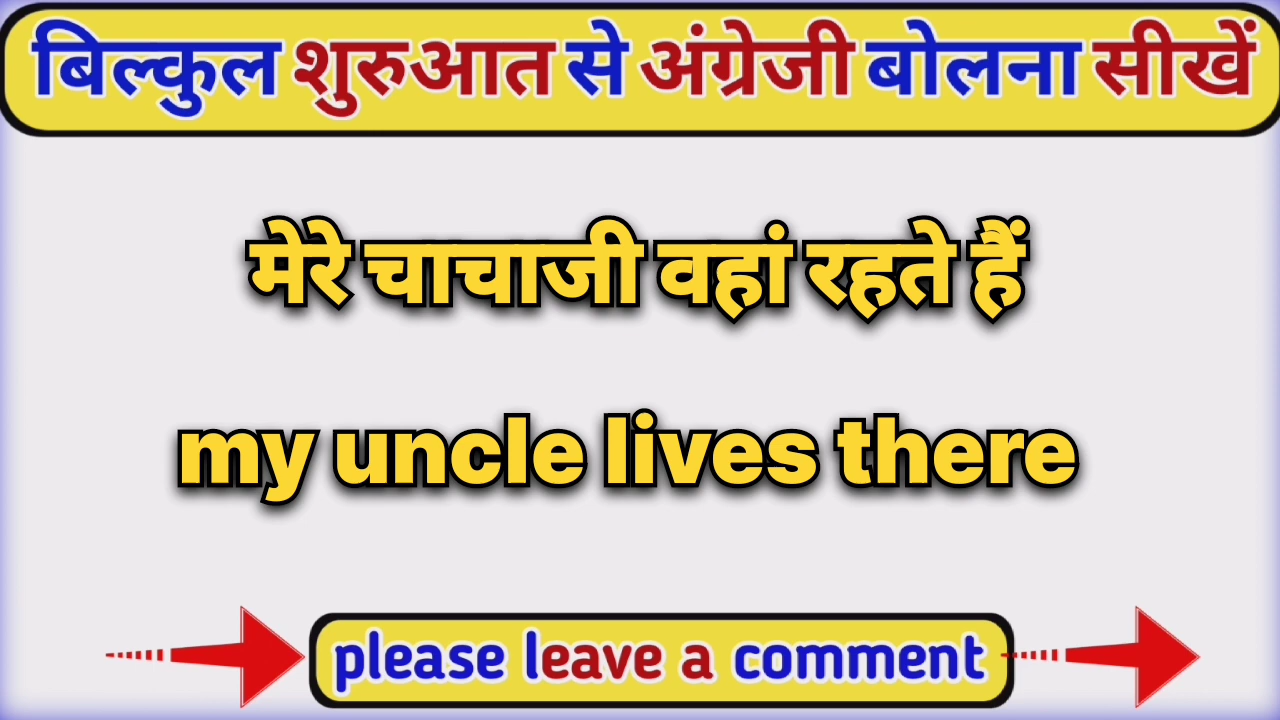 बिल्कुल शुरुआत से अंग्रेजी बोलना सीखें
मेरे चाचाजी वहां रहते हैं
my uncle lives there
please leave a comment